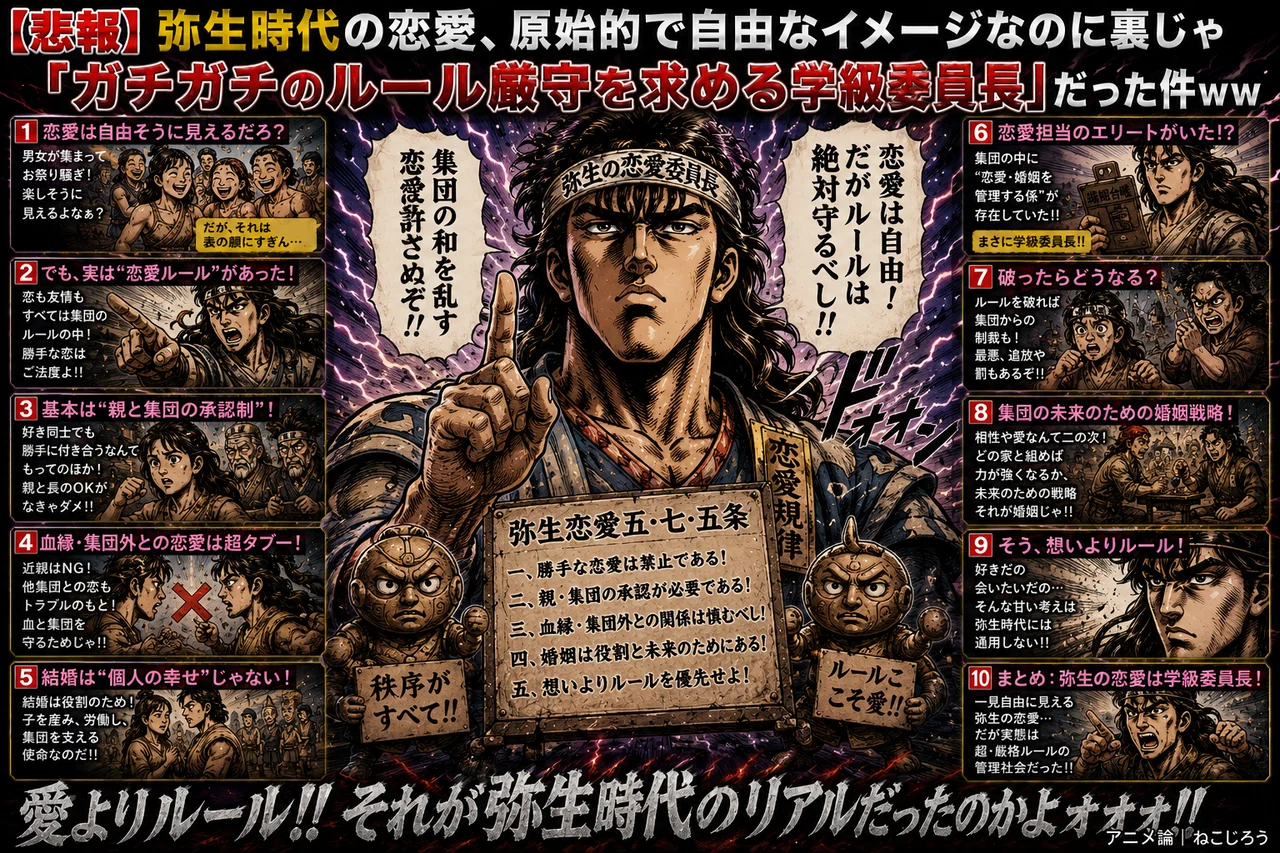 【悲報】弥生時代の恋愛、原始的で自由なイメージなのに裏じゃ
「ガチガチのルール厳守を求める学級委員長」だった件ww
1 恋愛は自由そうに見えるだろ?
男女が集まって
お祭り騒ぎ!
楽しそうに
見えるよなぁ?
だが、それは
表の顔にすぎん…
2 でも、実は“恋愛ルール”があった!
恋も友情も
すべては集団の
ルールの中!
勝手な恋は
ご法度よ!!
3 基本は“親と集団の承認制”!
好き同士でも
勝手に付き合うなんて
もってのほか!
親と長のOKが
なきゃダメ!!
4 血縁・集団外との恋愛は超タブー!
近親はNG!
他集団との恋も
トラブルのもと!
血と集団を
守るためじゃ!!
5 結婚は“個人の幸せ”じゃない!
結婚は役割のため!
子を産み、労働し、
集団を支える
使命なのだ!!
恋愛は自由!
だがルールは
絶対守るべし!!
集団の和を乱す
恋愛許さぬぞ!!
弥生の恋愛委員長
ドォォン
恋愛規律
弥生恋愛五・七・五条
一、勝手な恋愛は禁止である!
二、親・集団の承認が必要である!
三、血縁・集団外との関係は慎むべし!
四、婚姻は役割と未来のためにある!
五、想いよりルールを優先せよ!
秩序が
すべて!!
ルールこ
こそ愛!!
6 恋愛担当のエリートがいた!?
集団の中に
“恋愛・婚姻を
管理する係”が
存在していた!!
まさに学級委員長!!
7 破ったらどうなる?
ルールを破れば
集団からの
制裁も!
最悪、追放や
罰もあるぞ!!
8 集団の未来のための婚姻戦略!
相性や愛なんて二の次!
どの家と組めば
力が強くなるか、
未来のための戦略
それが婚姻じゃ!!
9 そう、想いよりルール!
好きだの
会いたいだの…
そんな甘い考えは
弥生時代には
通用しない!!
10 まとめ:弥生の恋愛は学級委員長!
一見自由に見える
弥生の恋愛…
だが実態は
超・厳格ルールの
管理社会だった!!
愛よりルール!! それが弥生時代のリアルだったのかよォォォ!!
アニメ論|ねこじろう